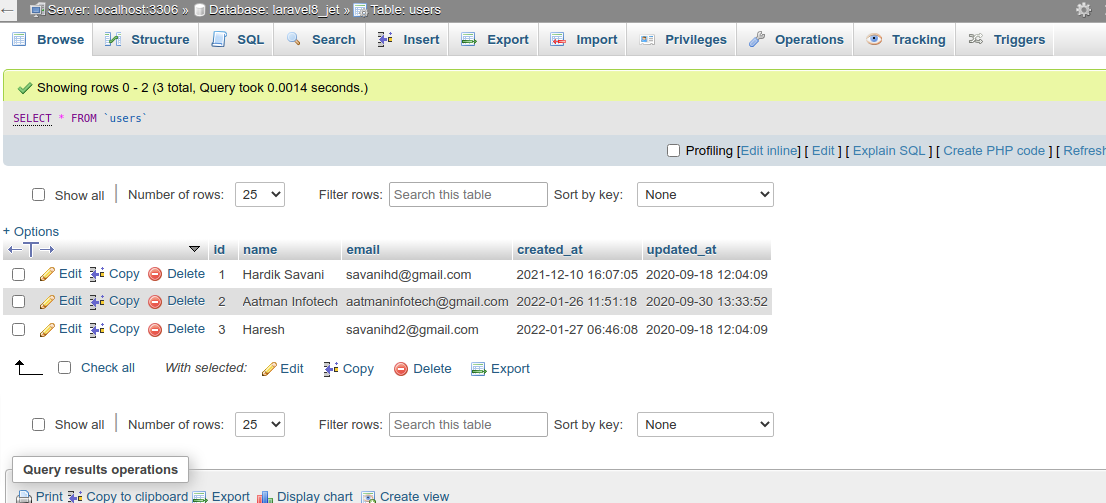 Server: localhost:3306 » Database: laravel8_jet » Table: users
Browse Structure SQL Search Insert Export Import Privileges Operations Tracking Triggers
Showing rows 0 - 2 (3 total, Query took 0.0014 seconds.)
SELECT * FROM `users`
Profiling [Edit inline] [ Edit ] [ Explain SQL ] [ Create PHP code ] [ Refresh
Show all Number of rows: 25 Filter rows: Search this table Sort by key: None
+ Options
←T→ id name email created_at updated_at
Edit Copy Delete 1 Hardik Savani savanihd@gmail.com 2021-12-10 16:07:05 2020-09-18 12:04:09
Edit Copy Delete 2 Aatman Infotech aatmaninfotech@gmail.com 2022-01-26 11:51:18 2020-09-30 13:33:52
Edit Copy Delete 3 Haresh savanihd2@gmail.com 2022-01-27 06:46:08 2020-09-18 12:04:09
Check all With selected: Edit Copy Delete Export
Show all Number of rows: 25 Filter rows: Search this table Sort by key: None
Query results operations
Print Copy to clipboard Export Display chart Create view